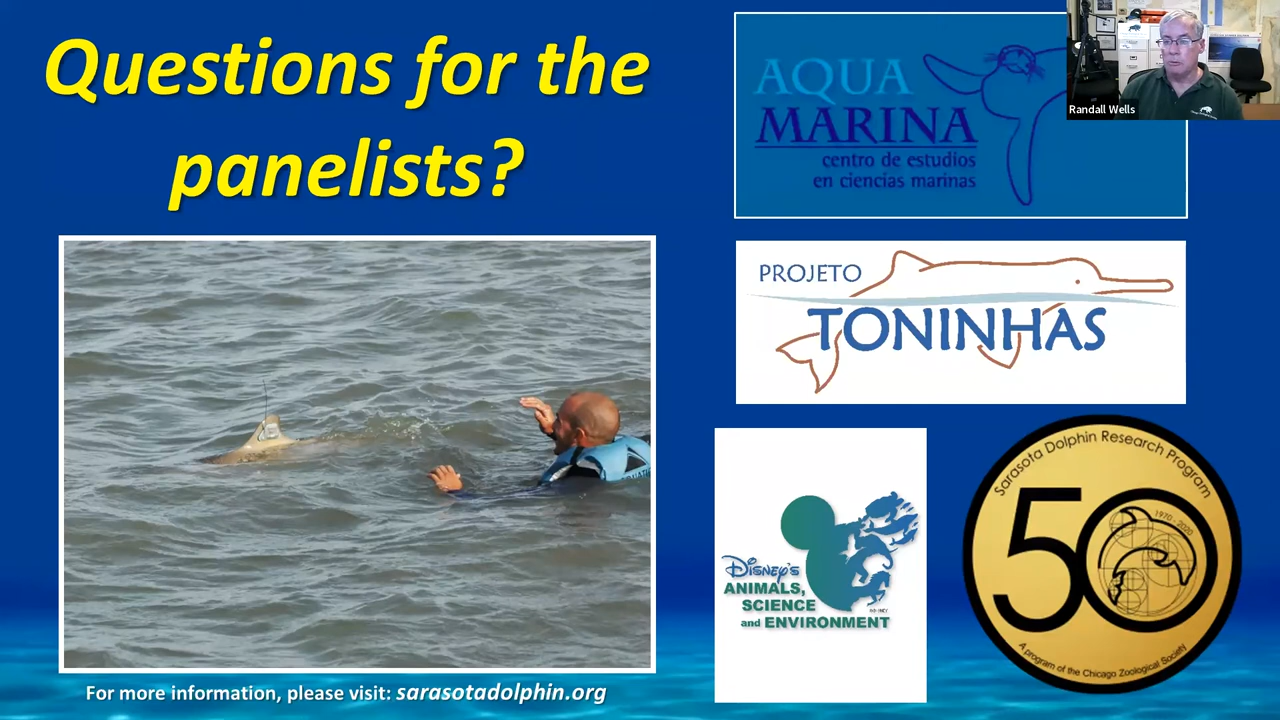 Questions for the
panelists?
AQUA
MARINA
centro de estudios
en ciencias marinas
Randall Wells
PROJETO
TONINHAS
DISNEY'S
ANIMALS,
SCIENCE
and ENVIRONMENT
Sarasota Dolphin Research Program
50
1970 - 2020
A program of the Chicago Zoological Society
For more information, please visit: sarasotadolphin.org